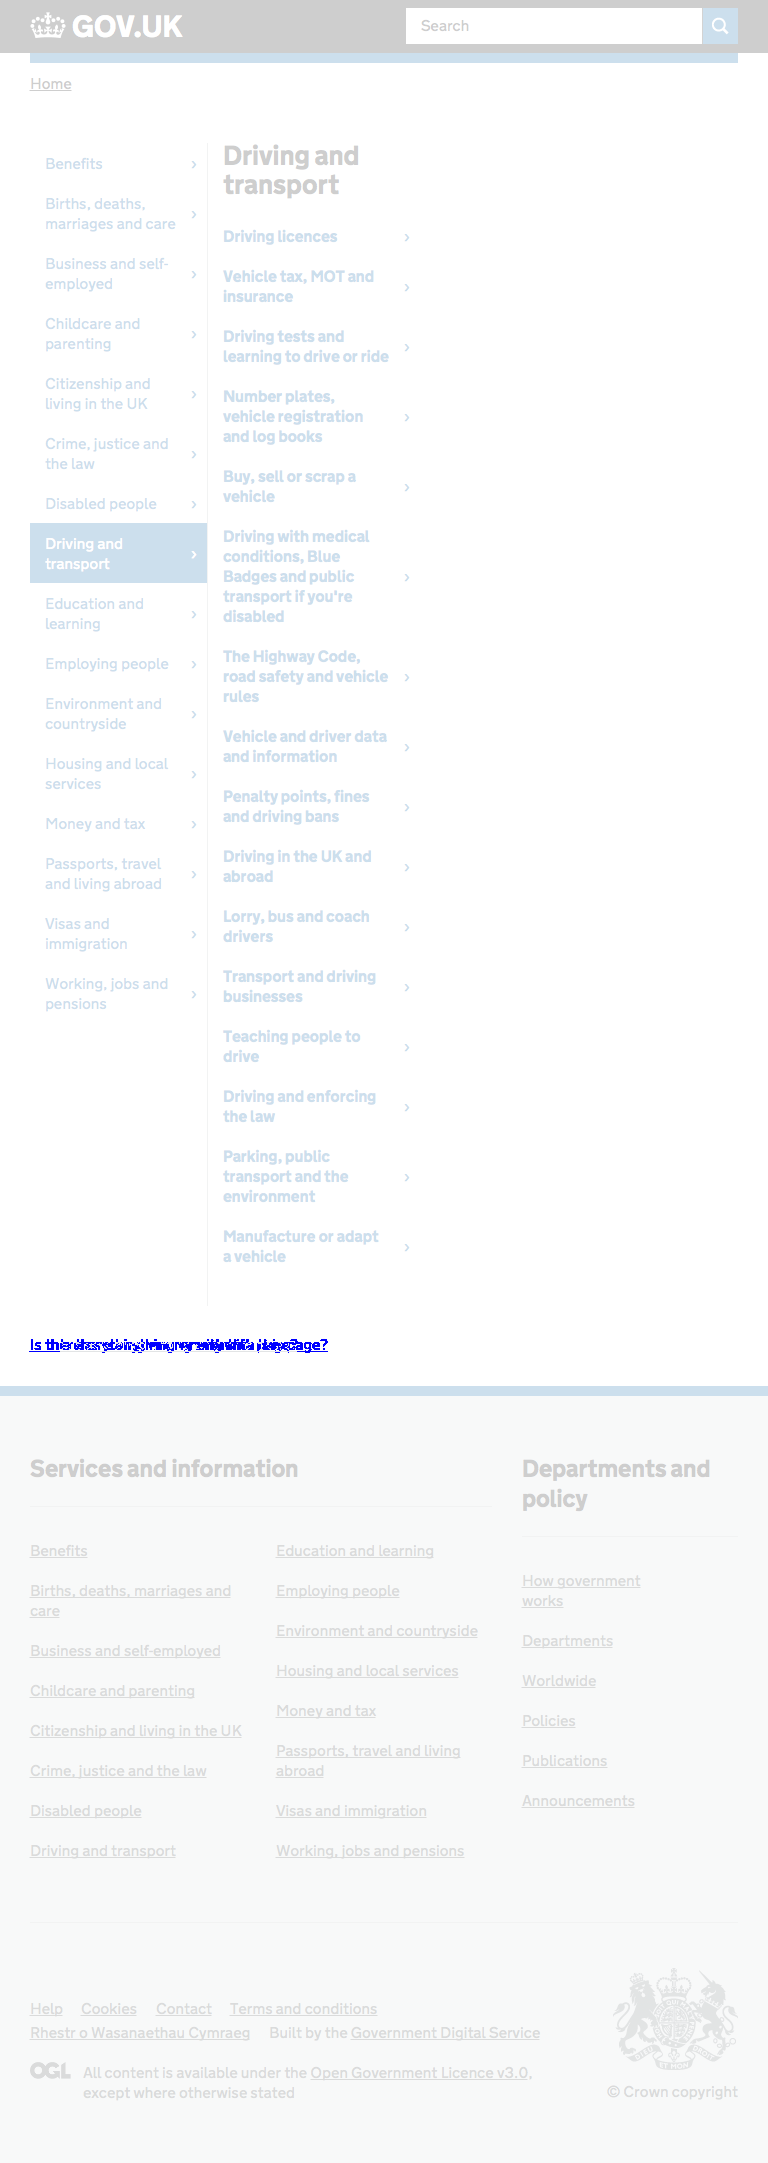 GOV.UK
Search
Home
Benefits
Births, deaths,
marriages and care
Business and self-
employed
Childcare and
parenting
Citizenship and
living in the UK
Crime, justice and
the law
Disabled people
Driving and
transport
Education and
learning
Employing people
Environment and
countryside
Housing and local
services
Money and tax
Passports, travel
and living abroad
Visas and
immigration
Working, jobs and
pensions
Driving and
transport
Driving licences
Vehicle tax, MOT and
insurance
Driving tests and
learning to drive or ride
Number plates,
vehicle registration
and log books
Buy, sell or scrap a
vehicle
Driving with medical
conditions, Blue
Badges and public
transport if you're
disabled
The Highway Code,
road safety and vehicle
rules
Vehicle and driver data
and information
Penalty points, fines
and driving bans
Driving in the UK and
abroad
Lorry, bus and coach
drivers
Transport and driving
businesses
Teaching people to
drive
Driving and enforcing
the law
Parking, public
transport and the
environment
Manufacture or adapt
a vehicle
Services and information
Benefits
Births, deaths, marriages and
care
Business and self-employed
Childcare and parenting
Citizenship and living in the UK
Crime, justice and the law
Disabled people
Driving and transport
Education and learning
Employing people
Environment and countryside
Housing and local services
Money and tax
Passports, travel and living
abroad
Visas and immigration
Working, jobs and pensions
Departments and
policy
How government
works
Departments
Worldwide
Policies
Publications
Announcements
Help Cookies Contact Terms and conditions
Rhestr o Wasanaethau Cymraeg Built by the Government Digital Service
OGL All content is available under the Open Government Licence v3.0,
except where otherwise stated
© Crown copyright